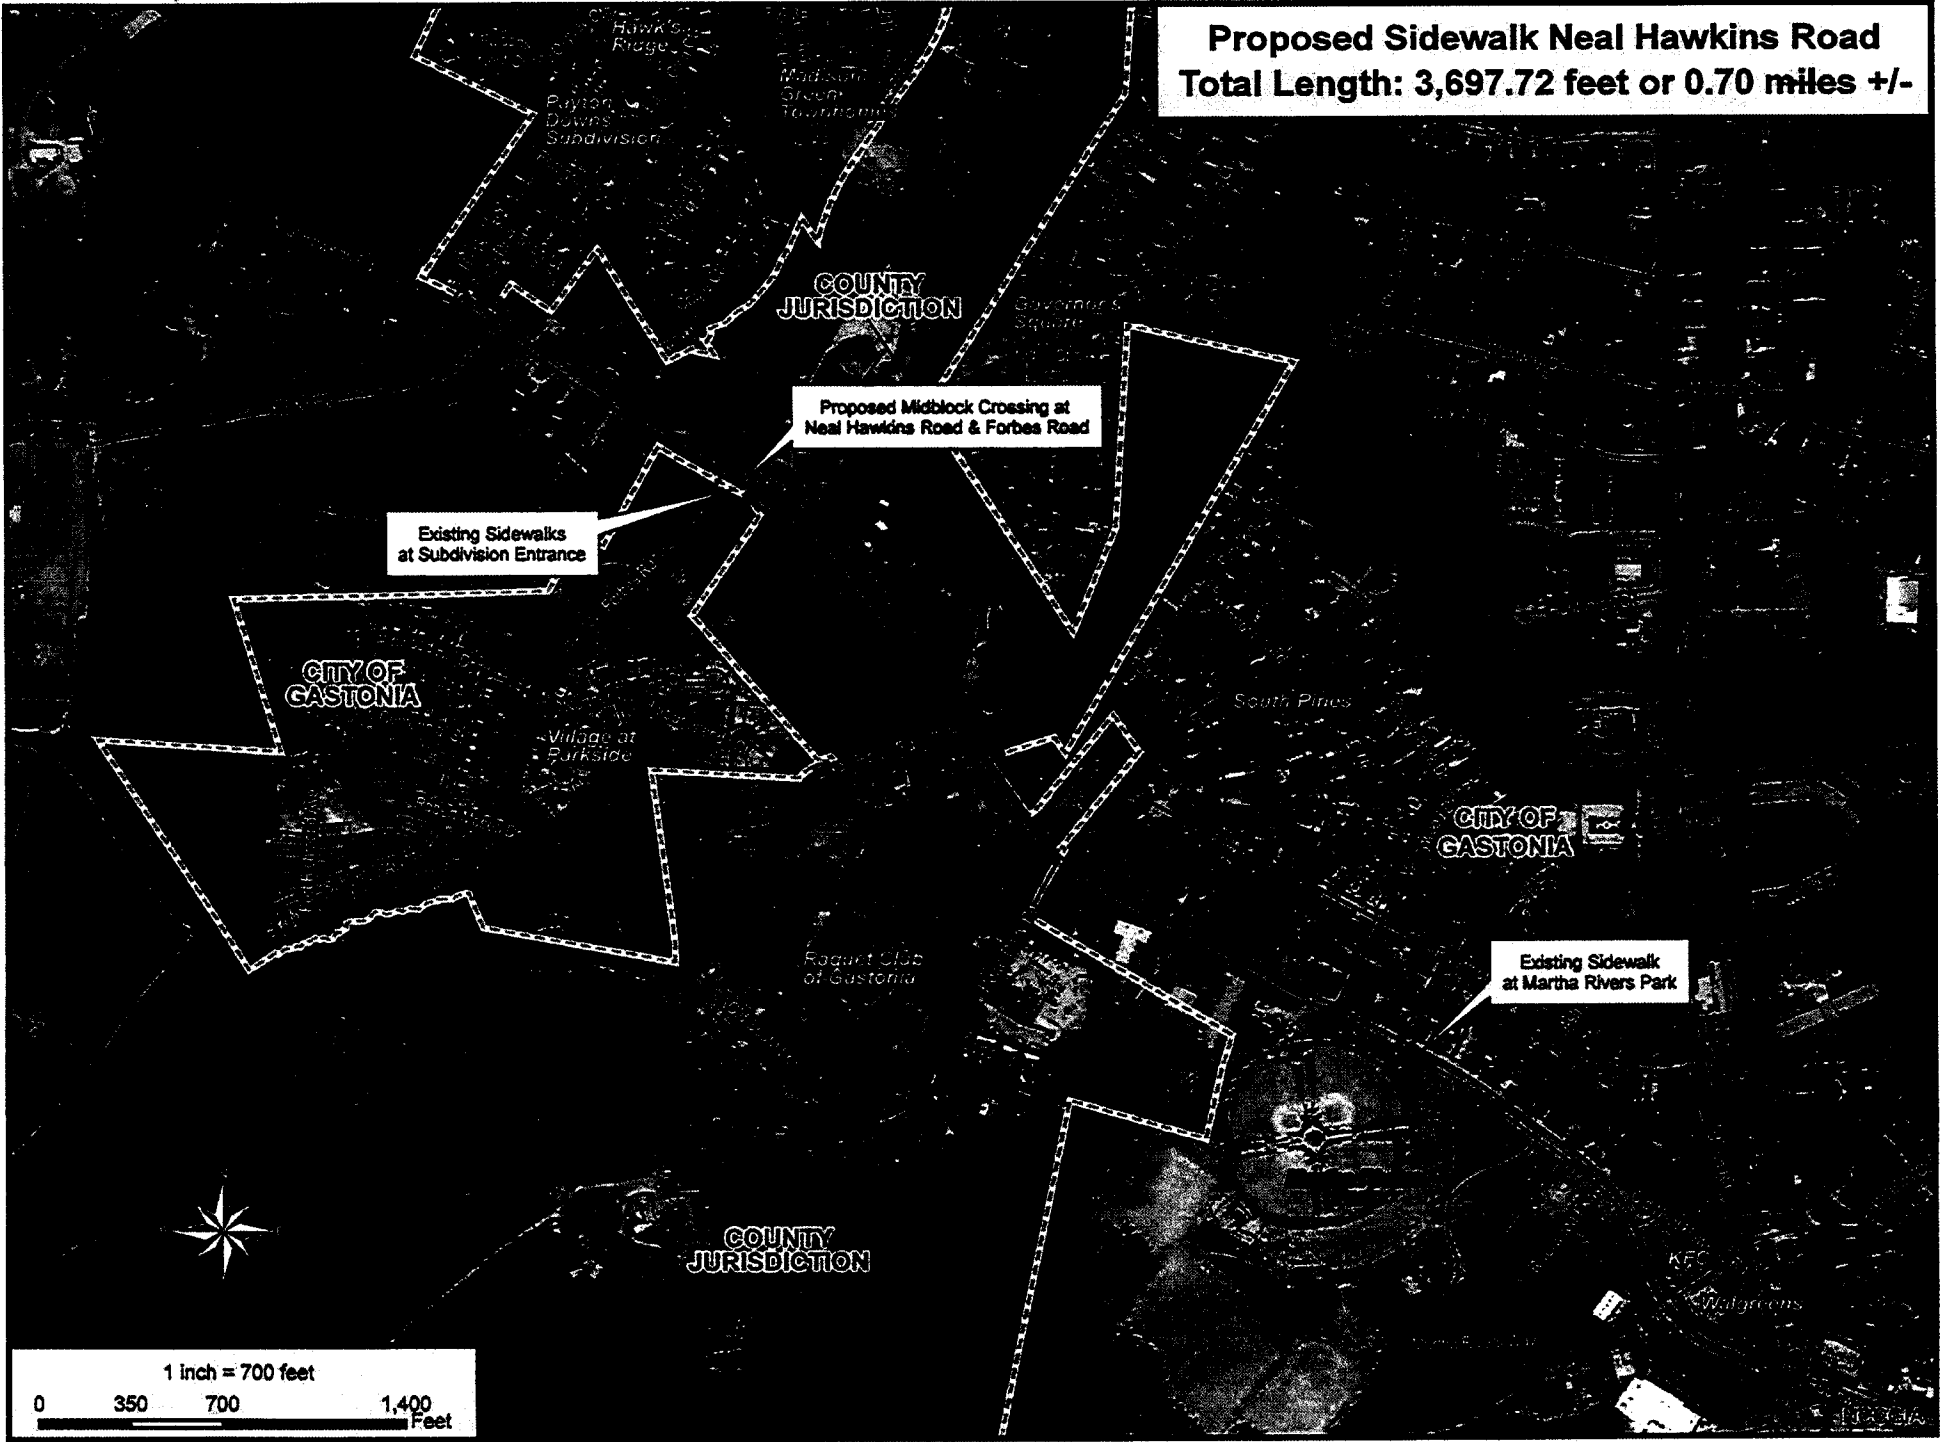 Proposed Sidewalk Neal Hawkins Road
Total Length: 3,697.72 feet or 0.70 miles +/-
Hawk's
Ridge
Payton
Downs
Subdivision
Madison
Green
Townhomes
COUNTY
JURISDICTION
Governors
Square
Proposed Midblock Crossing at
Neal Hawkins Road & Forbes Road
Existing Sidewalks
at Subdivision Entrance
CITY OF
GASTONIA
Village at
Parkside
South Pines
CITY OF
GASTONIA
Raquet Club
of Gastonia
Existing Sidewalk
at Martha Rivers Park
COUNTY
JURISDICTION
KFC
Walgreens
1 inch = 700 feet
0 350 700 1,400
Feet